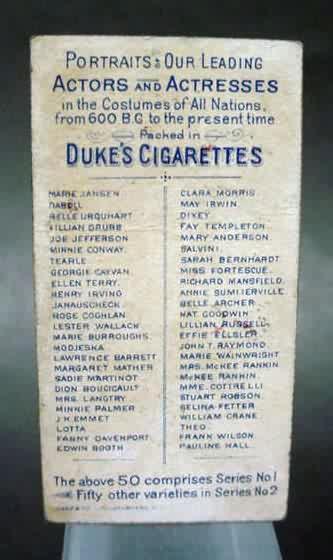 PORTRAITS OF OUR LEADING
ACTORS AND ACTRESSES
in the Costumes of All Nations,
from 600 B.C. to the present time
Packed in
DUKE'S CIGARETTES
MARIE JANSEN
DABOLL
BELLE URQUHART
LILLIAN GRUBB
JOE JEFFERSON
MINNIE CONWAY.
TEARLE.
GEORGIE CAYVAN
ELLEN TERRY.
HENRY IRVING
JANAUSCHECK.
ROSE COGHLAN
LESTER WALLACK
MARIE BURROUGHS.
MODJESKA
LAWRENCE BARRETT
MARGARET MATHER
SADIE MARTINOT
DION BOUCICAULT
MRS. LANGTRY
MINNIE PALMER
J.K EMMET
LOTTA
FANNY DAVENPORT
EDWIN BOOTH
CLARA MORRIS
MAY IRWIN.
DIXEY
FAY TEMPLETON.
MARY ANDERSON.
SALVINI.
SARAH BERNHARDT
MISS FORTESCUE.
RICHARD MANSFIELD.
ANNIE SUMMERVILLE
BELLE ARCHER
NAT GOODWIN
LILLIAN RUSSELL
EFFIE ELLSLER
JOHN T. RAYMOND.
MARIE WAINWRIGHT
MRS. McKEE RANKIN
McKEE RANKIN.
MME. COTTRELLI
STUART ROBSON.
SELINA FETTER
WILLIAM CRANE
THEO.
FRANK WILSON
PAULINE HALL.
The above 50 comprises Series No 1
Fifty other varieties in Series No 2